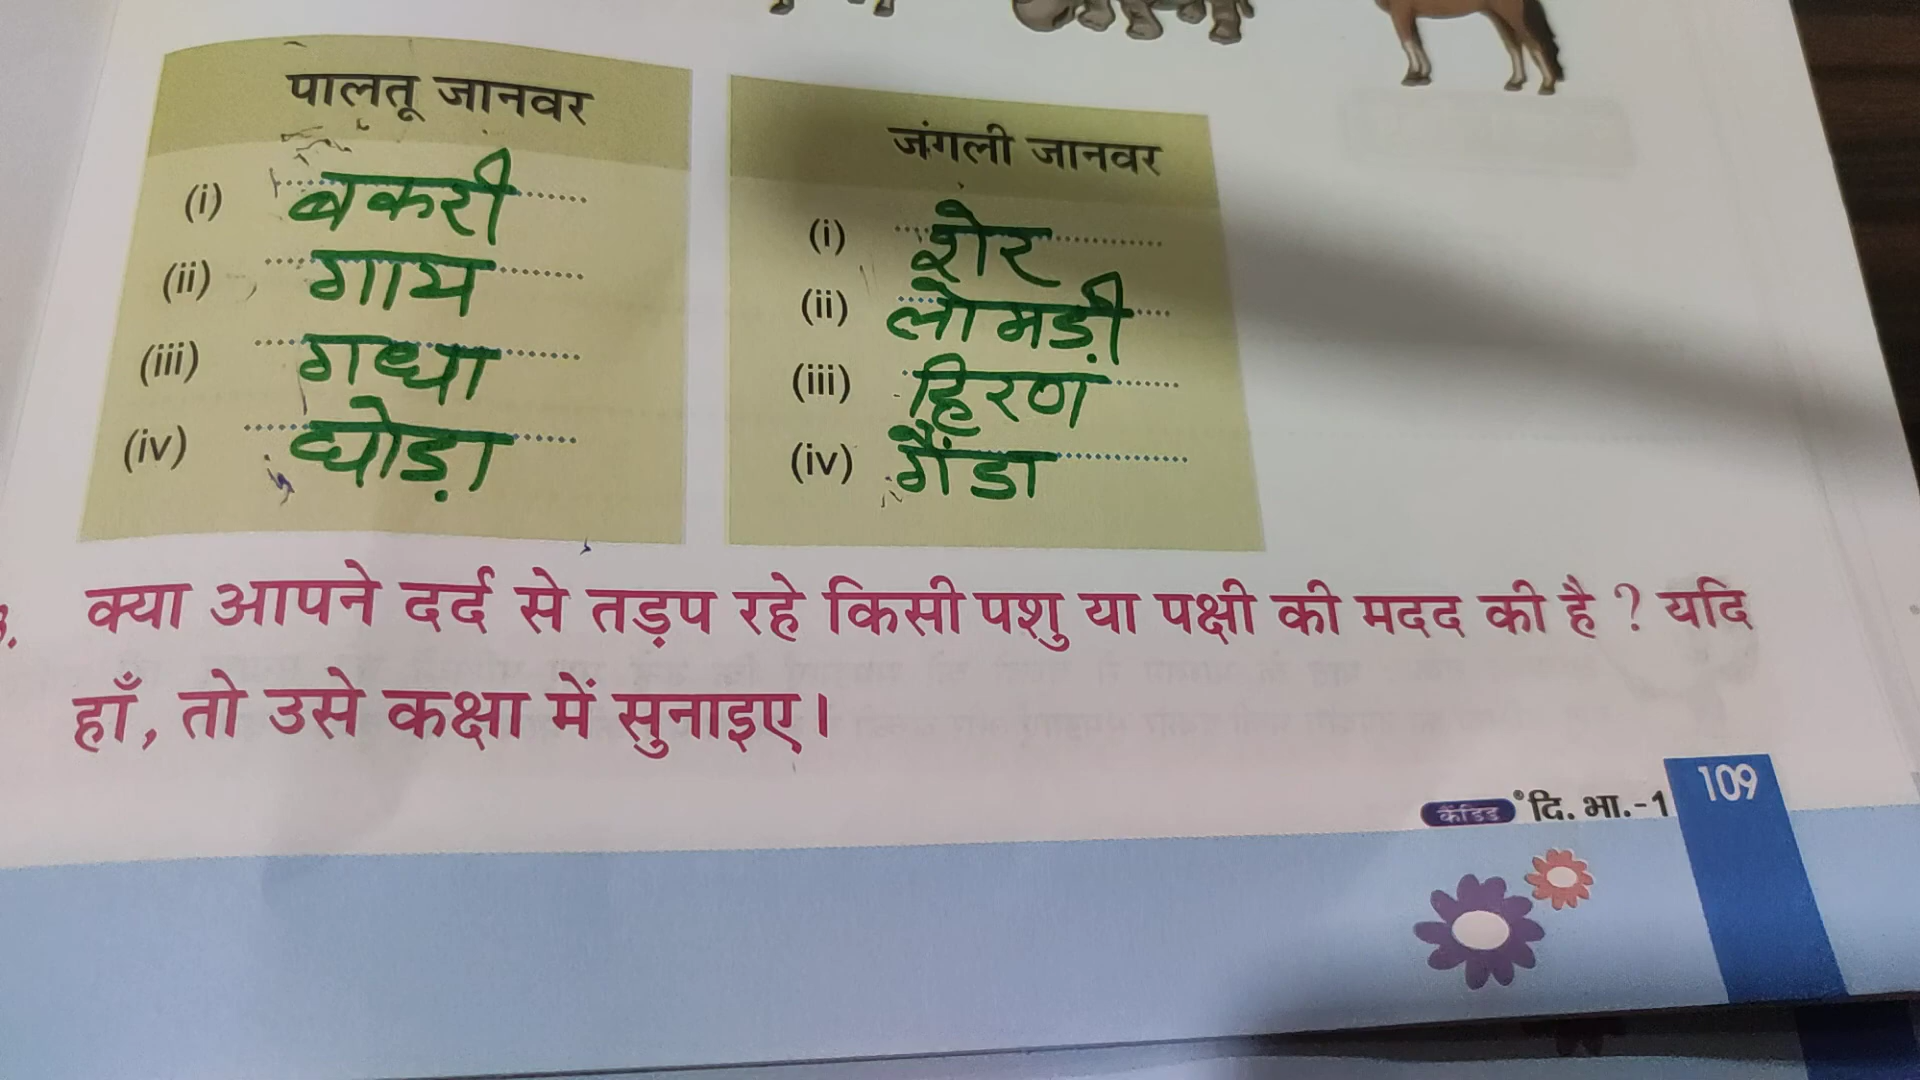 पालतू जानवर
(i) बकरी
(ii) गाय
(iii) गधा
(iv) घोड़ा
जंगली जानवर
(i) शेर
(ii) लोमड़ी
(iii) हिरण
(iv) गैंडा
क्या आपने दर्द से तड़प रहे किसी पशु या पक्षी की मदद की है ? यदि
हाँ, तो उसे कक्षा में सुनाइए।
कैंडिड दि. भा.-1 109